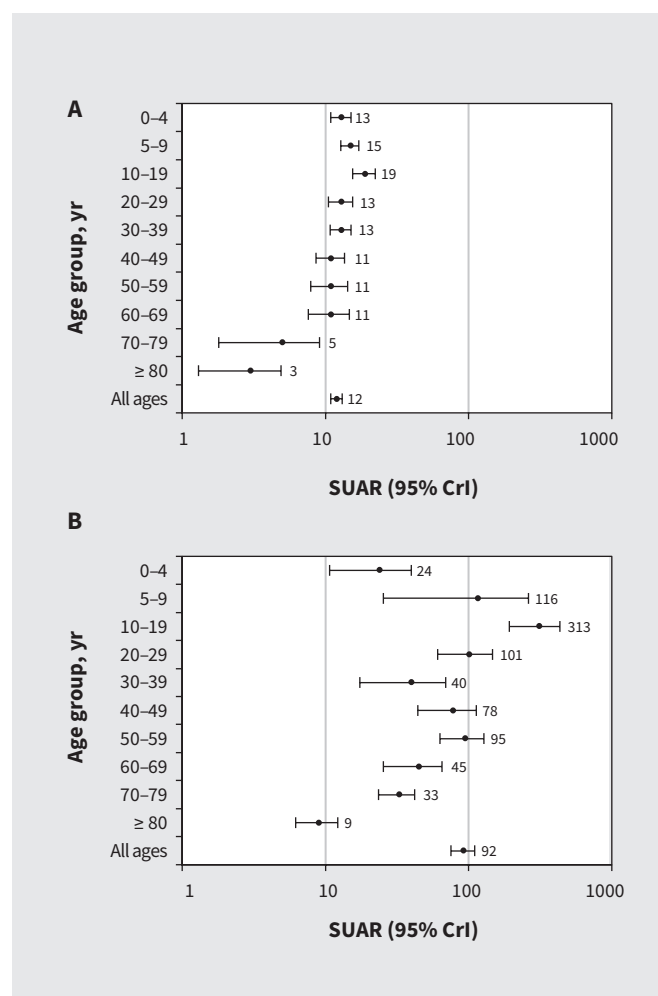 A
Age group, yr
0–4 13
5–9 15
10–19 19
20–29 13
30–39 13
40–49 11
50–59 11
60–69 11
70–79 5
≥ 80 3
All ages 12
1 10 100 1000
SUAR (95% CrI)
B
Age group, yr
0–4 24
5–9 116
10–19 313
20–29 101
30–39 40
40–49 78
50–59 95
60–69 45
70–79 33
≥ 80 9
All ages 92
1 10 100 1000
SUAR (95% CrI)